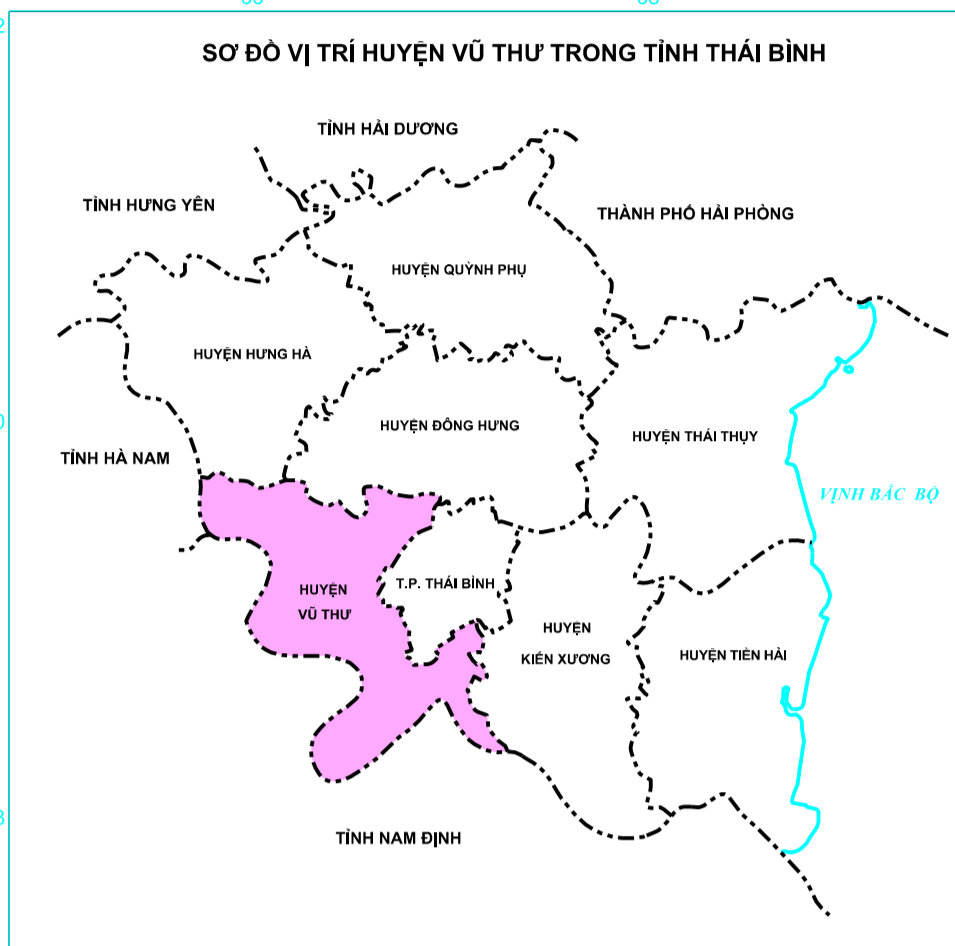 SƠ ĐỒ VỊ TRÍ HUYỆN VŨ THƯ TRONG TỈNH THÁI BÌNH
TỈNH HẢI DƯƠNG
TỈNH HƯNG YÊN
THÀNH PHỐ HẢI PHÒNG
HUYỆN QUỲNH PHỤ
HUYỆN HƯNG HÀ
HUYỆN ĐÔNG HƯNG
HUYỆN THÁI THỤY
TỈNH HÀ NAM
VỊNH BẮC BỘ
T.P. THÁI BÌNH
HUYỆN
VŨ THƯ
HUYỆN
KIẾN XƯƠNG
HUYỆN TIỀN HẢI
TỈNH NAM ĐỊNH